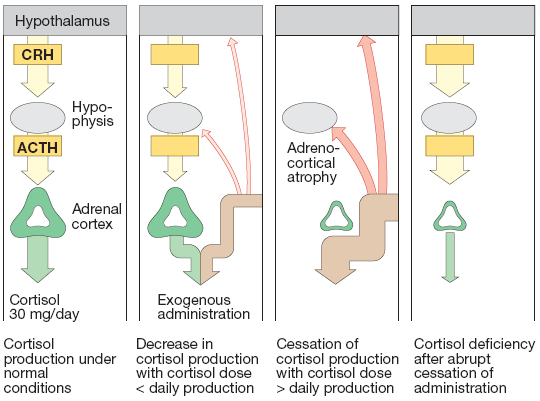 Hypothalamus
CRH
Hypo-
physis
ACTH
Adrenal
cortex
Cortisol
30 mg/day
Exogenous
administration
Adreno-
cortical
atrophy
Cortisol
production under
normal
conditions
Decrease in
cortisol production
with cortisol dose
< daily production
Cessation of
cortisol production
with cortisol dose
> daily production
Cortisol deficiency
after abrupt
cessation of
administration